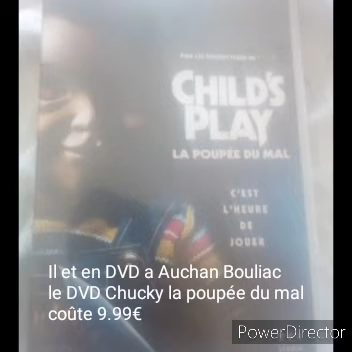 CHILD'S
PLAY
LA POUPÉE DU MAL
C'EST
L'HEURE
DE
JOUER
Il et en DVD a Auchan Bouliac
le DVD Chucky la poupée du mal
coûte 9.99€
PowerDirector